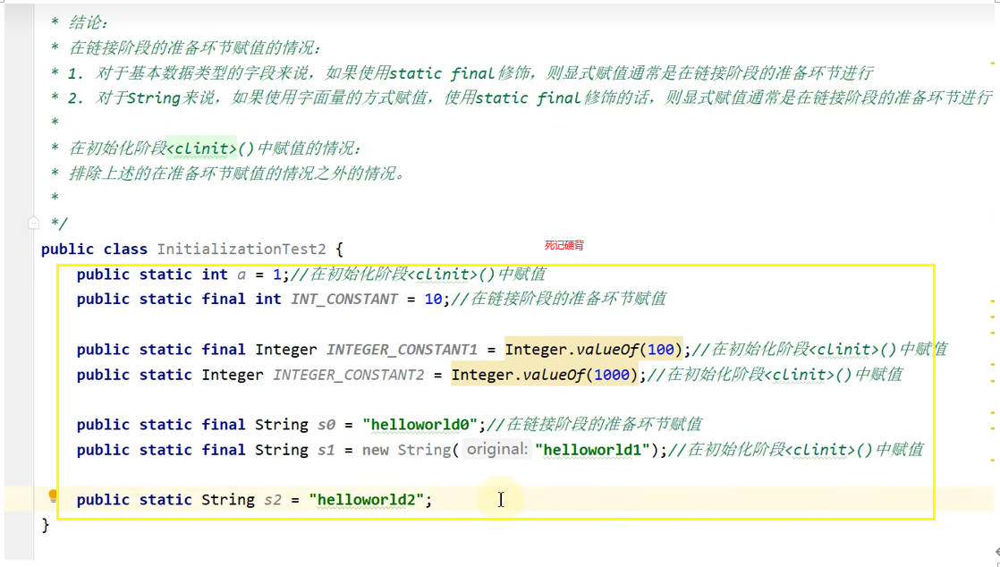 * 结论：
* 在链接阶段的准备环节赋值的情况：
* 1. 对于基本数据类型的字段来说，如果使用static final修饰，则显式赋值通常是在链接阶段的准备环节进行
* 2. 对于String来说，如果使用字面量的方式赋值，使用static final修饰的话，则显式赋值通常是在链接阶段的准备环节进行
*
* 在初始化阶段<clinit>()中赋值的情况：
* 排除上述的在准备环节赋值的情况之外的情况。
*
*/
死记硬背
public class InitializationTest2 {
public static int a = 1;//在初始化阶段<clinit>()中赋值
public static final int INT_CONSTANT = 10;//在链接阶段的准备环节赋值
public static final Integer INTEGER_CONSTANT1 = Integer.valueOf(100);//在初始化阶段<clinit>()中赋值
public static Integer INTEGER_CONSTANT2 = Integer.valueOf(1000);//在初始化阶段<clinit>()中赋值
public static final String s0 = "helloworld0";//在链接阶段的准备环节赋值
public static final String s1 = new String( original: "helloworld1");//在初始化阶段<clinit>()中赋值
public static String s2 = "helloworld2";
}